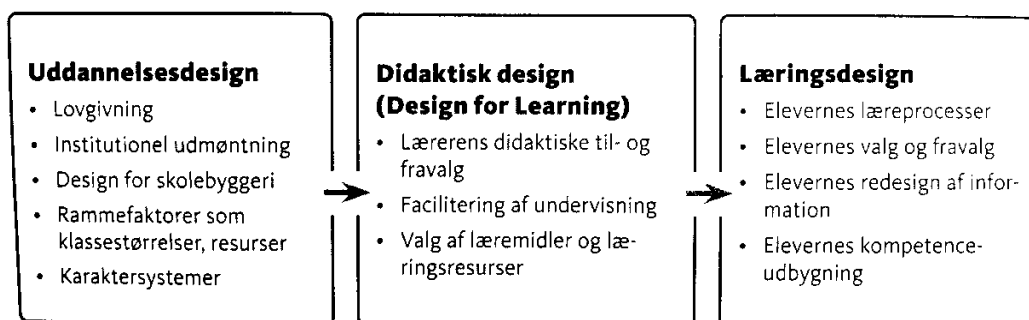 Uddannelsesdesign
• Lovgivning
• Institutionel udmøntning
• Design for skolebyggeri
• Rammefaktorer som
klassestørrelser, resurser
• Karaktersystemer
Didaktisk design
(Design for Learning)
• Lærerens didaktiske til- og
fravalg
• Facilitering af undervisning
• Valg af læremidler og læ-
ringsresurser
Læringsdesign
• Elevernes læreprocesser
• Elevernes valg og fravalg
• Elevernes redesign af infor-
mation
• Elevernes kompetence-
udbygning